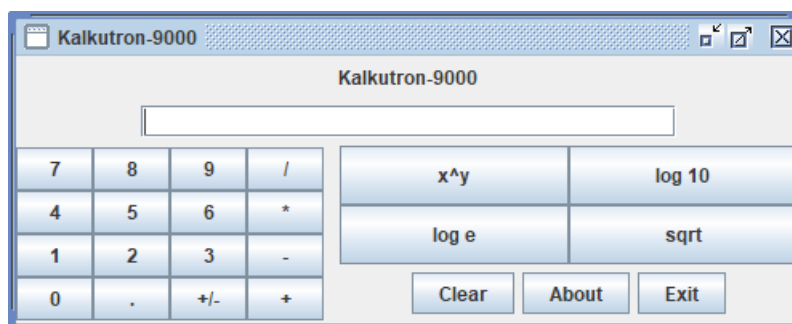 Kalkutron-9000
Kalkutron-9000
7 8 9 /
4 5 6 *
1 2 3 -
0 . +/- +
x^y log 10
log e sqrt
Clear About Exit